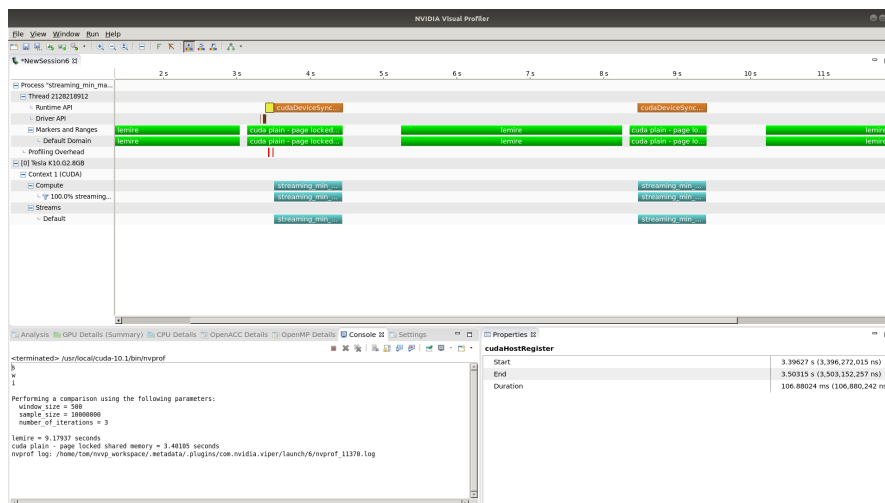 NVIDIA Visual Profiler
File View Window Run Help
*NewSession6
2 s 3 s 4 s 5 s 6 s 7 s 8 s 9 s 10 s 11 s
Process "streaming_min_ma...
Thread 2128218912
Runtime API cudaDeviceSync... cudaDeviceSync...
Driver API
Markers and Ranges lemire cuda plain - page locked... lemire cuda plain - page lo... lemire
Default Domain lemire cuda plain - page locked... lemire cuda plain - page lo... lemire
Profiling Overhead
[0] Tesla K10.G2.8GB
Context 1 (CUDA)
Compute streaming_min_... streaming_min_...
100.0% streaming... streaming_min_... streaming_min_...
Streams
Default streaming_min_... streaming_min_...
Analysis GPU Details (Summary) CPU Details OpenACC Details OpenMP Details Console Settings
<terminated> /usr/local/cuda-10.1/bin/nvprof
s
w
i
Performing a comparison using the following parameters:
window_size = 500
sample_size = 10000000
number_of_iterations = 3
lemire = 9.17937 seconds
cuda plain - page locked shared memory = 3.40105 seconds
nvprof log: /home/tom/nvvp_workspace/.metadata/.plugins/com.nvidia.viper/launch/6/nvprof_11370.log
Properties
cudaHostRegister
Start 3.39627 s (3,396,272,015 ns)
End 3.50315 s (3,503,152,257 ns)
Duration 106.88024 ms (106,880,242 ns